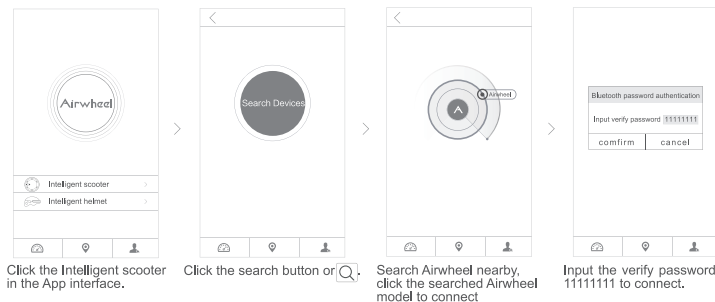 Airwheel
Intelligent scooter
Intelligent helmet
Click the Intelligent scooter
in the App interface.
Search Devices
Click the search button or
.
Airwheel
Search Airwheel nearby,
click the searched Airwheel
model to connect
Bluetooth password authentication
Input verify password 11111111
comfirm cancel
Input the verify password
11111111 to connect.